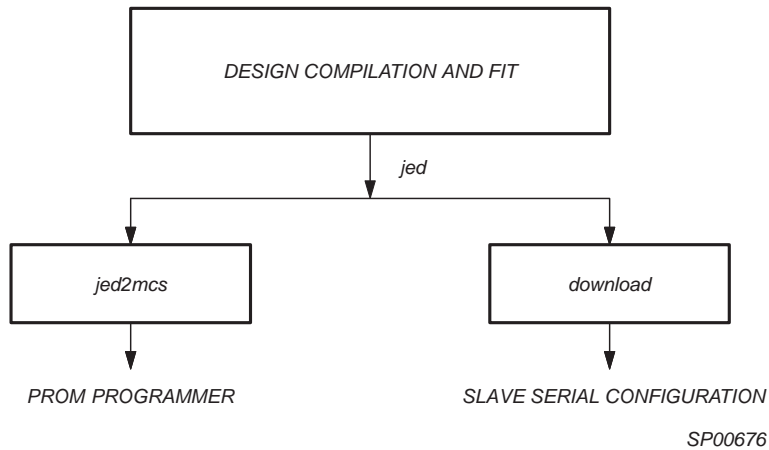 DESIGN COMPILATION AND FIT
jed
jed2mcs
download
PROM PROGRAMMER
SLAVE SERIAL CONFIGURATION
SP00676